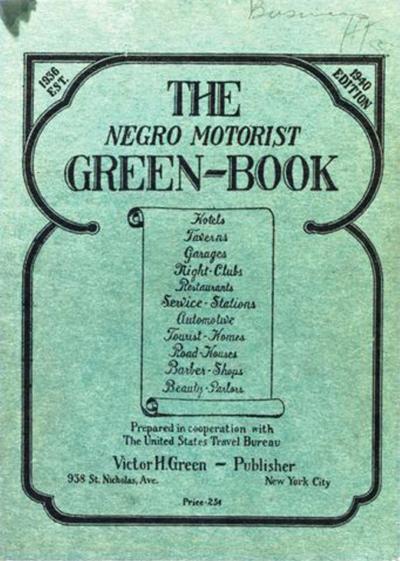 Business
1936
EST.
1940
EDITION
THE
NEGRO MOTORIST
GREEN-BOOK
Hotels
Taverns
Garages
Night-Clubs
Restaurants
Service-Stations
Automotive
Tourist-Homes
Road-Houses
Barber-Shops
Beauty-Parlors
Prepared in cooperation with
The United States Travel Bureau
Victor H. Green - Publisher
938 St. Nicholas, Ave. New York City
Price-25¢